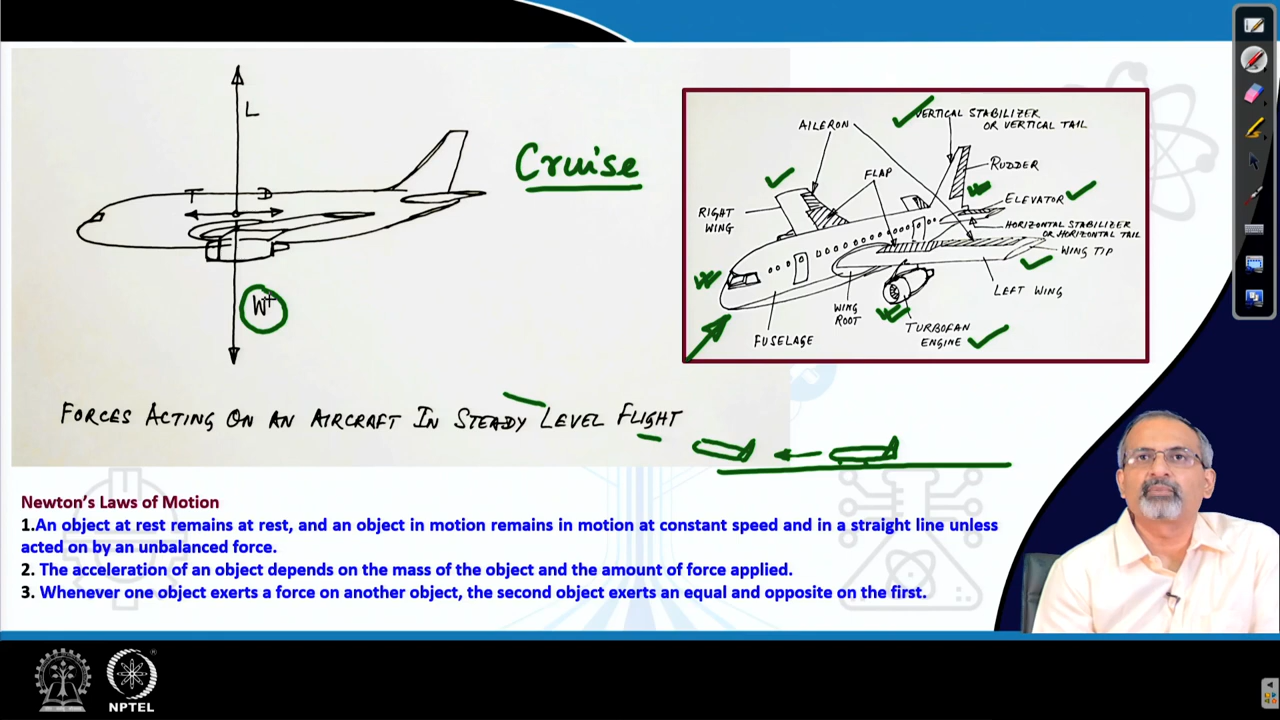 L
Cruise
T D
W
FORCES ACTING ON AN AIRCRAFT IN STEADY LEVEL FLIGHT
VERTICAL STABILIZER
OR VERTICAL TAIL
AILERON
RUDDER
FLAP
ELEVATOR
RIGHT
WING
HORIZONTAL STABILIZER
OR HORIZONTAL TAIL
WING TIP
LEFT WING
WING
ROOT
TURBOFAN
ENGINE
FUSELAGE
Newton's Laws of Motion
1.An object at rest remains at rest, and an object in motion remains in motion at constant speed and in a straight line unless
acted on by an unbalanced force.
2. The acceleration of an object depends on the mass of the object and the amount of force applied.
3. Whenever one object exerts a force on another object, the second object exerts an equal and opposite on the first.
NPTEL